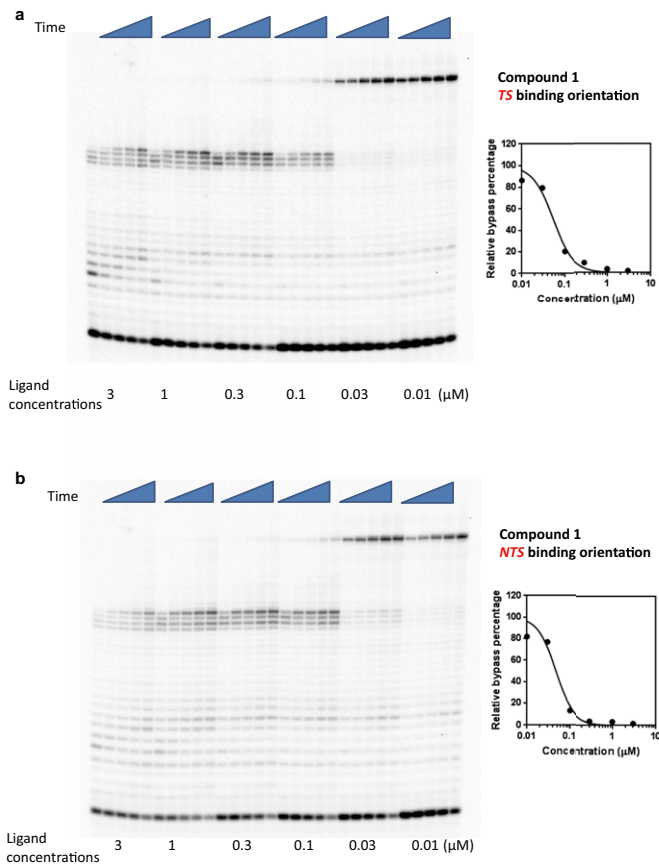 a
Time
Compound 1
TS binding orientation
Relative bypass percentage
120
100
80
60
40
20
0
0.01 0.1 1 10
Concentration (μM)
Ligand
concentrations 3 1 0.3 0.1 0.03 0.01 (μM)
b
Time
Compound 1
NTS binding orientation
Relative bypass percentage
120
100
80
60
40
20
0
0.01 0.1 1 10
Concentration (μM)
Ligand
concentrations 3 1 0.3 0.1 0.03 0.01 (μM)